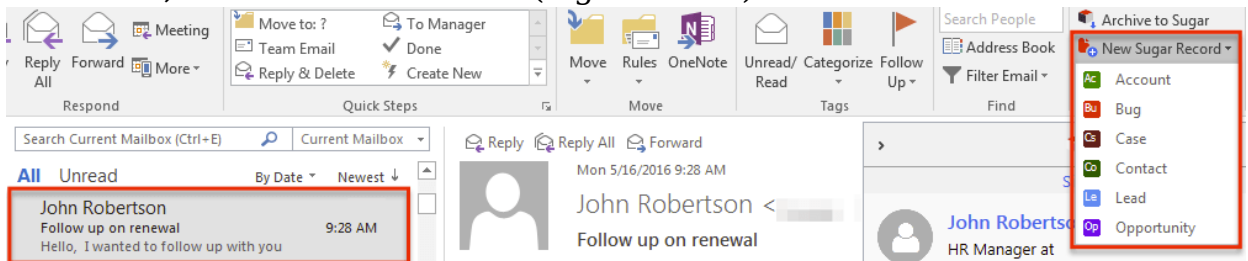 Meeting
Reply All
Forward
More
Respond
Move to: ?
To Manager
Team Email
Done
Reply & Delete
Create New
Quick Steps
Move
Rules
OneNote
Move
Unread/ Read
Categorize
Follow Up
Tags
Search People
Address Book
Filter Email
Find
Archive to Sugar
New Sugar Record
Ac Account
Bu Bug
Cs Case
Co Contact
Le Lead
Op Opportunity
Search Current Mailbox (Ctrl+E)
Current Mailbox
All Unread
By Date Newest ↓
John Robertson
Follow up on renewal 9:28 AM
Hello, I wanted to follow up with you
Reply Reply All Forward
Mon 5/16/2016 9:28 AM
John Robertson <
Follow up on renewal
John Roberts
HR Manager at